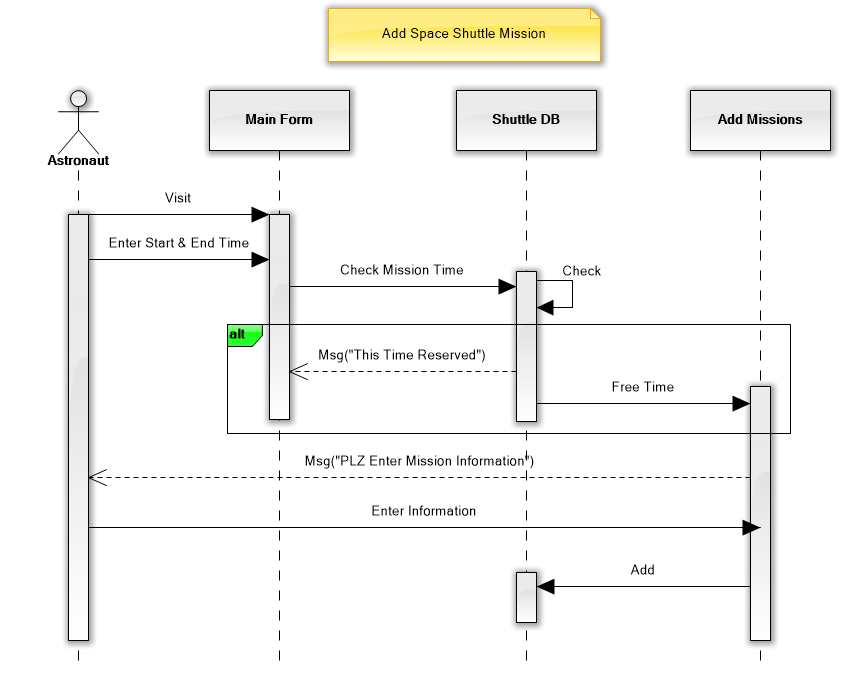 Add Space Shuttle Mission
Astronaut
Main Form
Shuttle DB
Add Missions
Visit
Enter Start & End Time
Check Mission Time
Check
alt
Msg("This Time Reserved")
Free Time
Msg("PLZ Enter Mission Information")
Enter Information
Add